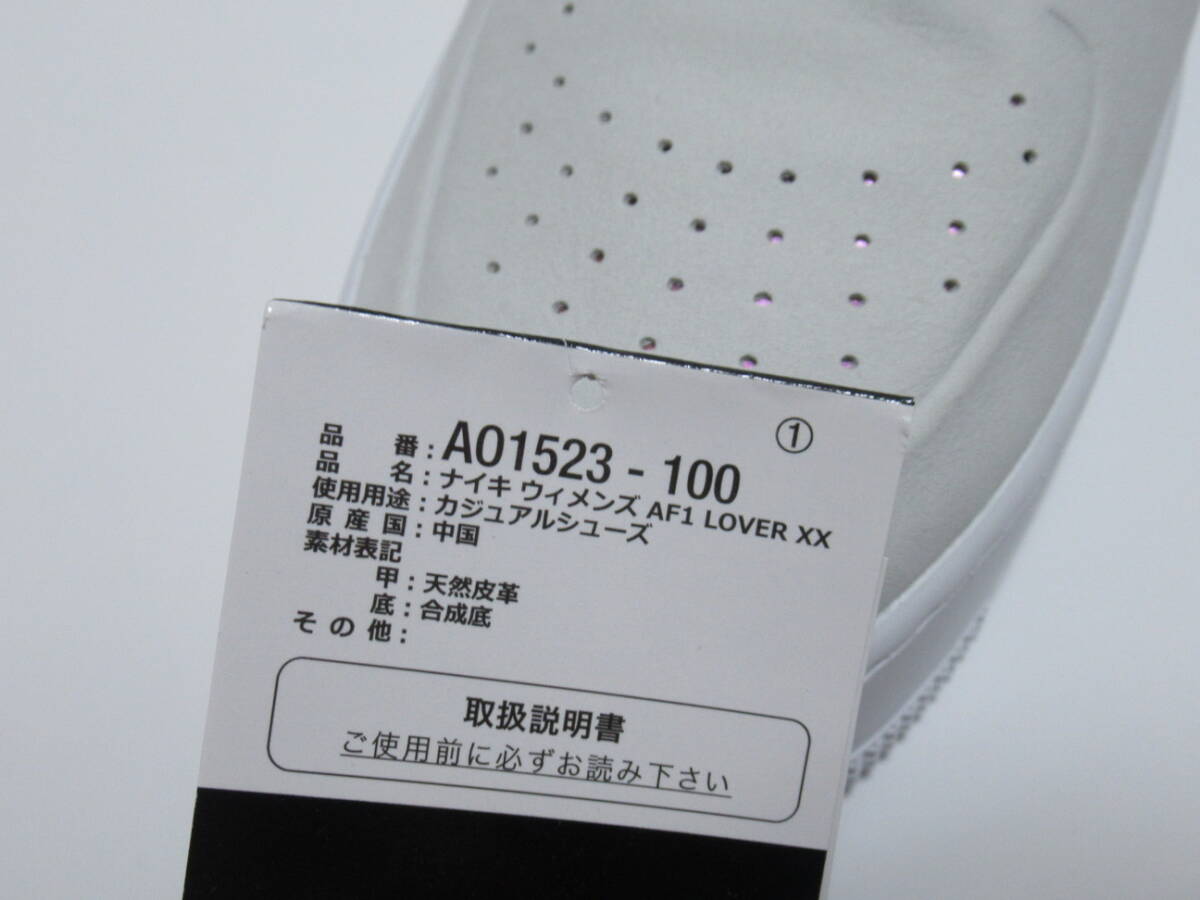 ①
品 番:AO1523 - 100
品 名:ナイキ ウィメンズ AF1 LOVER XX
使用用途:カジュアルシューズ
原 産 国:中国
素材表記
甲:天然皮革
底:合成底
そ の 他:
取扱説明書
ご使用前に必ずお読み下さい